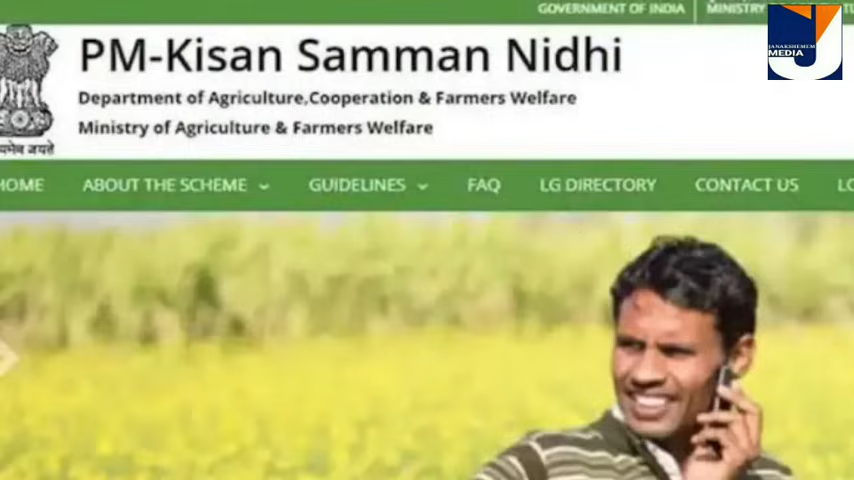 GOVERNMENT OF INDIA
MINISTRY
JANAKSHEMEM
MEDIA
PM-Kisan Samman Nidhi
Department of Agriculture,Cooperation & Farmers Welfare
Ministry of Agriculture & Farmers Welfare
HOME ABOUT THE SCHEME GUIDELINES FAQ LG DIRECTORY CONTACT US